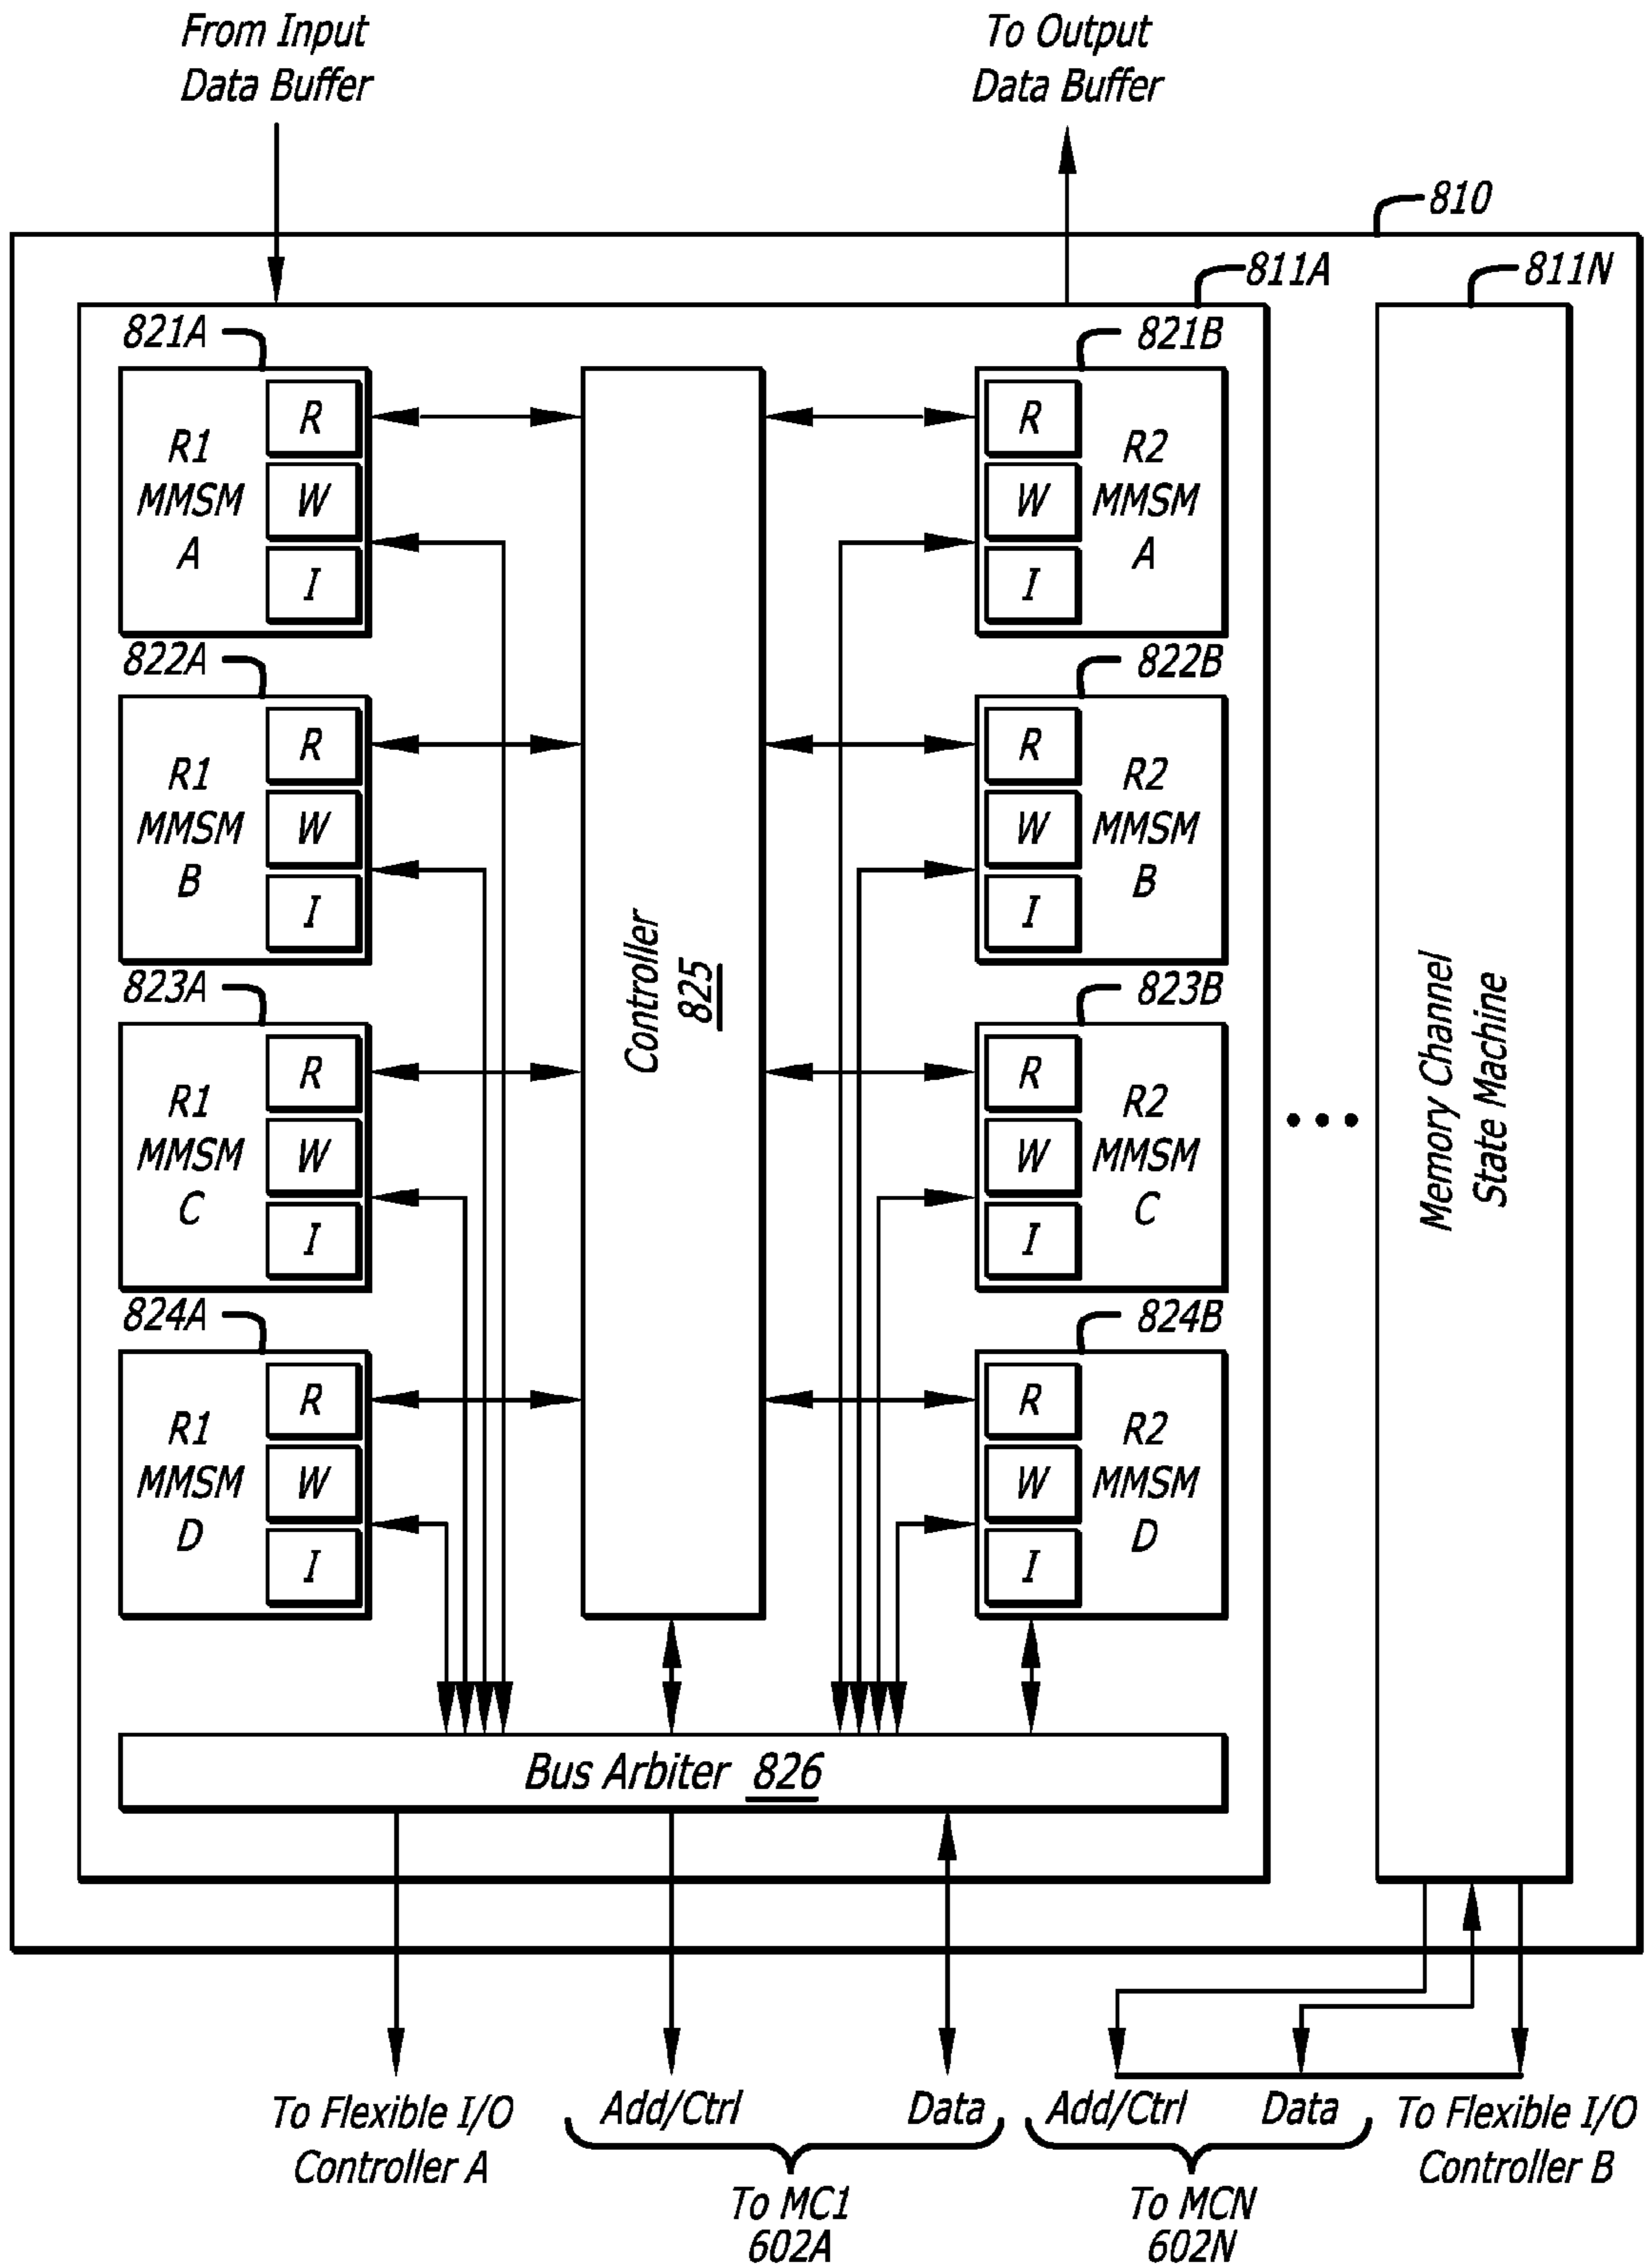 From Input
Data Buffer
To Output
Data Buffer
810
811A
811N
821A
R1
MMSM
A
R
W
I
821B
R
W
I
R2
MMSM
A
822A
R1
MMSM
B
R
W
I
822B
R
W
I
R2
MMSM
B
823A
R1
MMSM
C
R
W
I
823B
R
W
I
R2
MMSM
C
824A
R1
MMSM
D
R
W
I
824B
R
W
I
R2
MMSM
D
Controller
825
Memory Channel
State Machine
Bus Arbiter 826
To Flexible I/O
Controller A
Add/Ctrl
Data
To MC1
602A
Add/Ctrl
Data
To MCN
602N
To Flexible I/O
Controller B